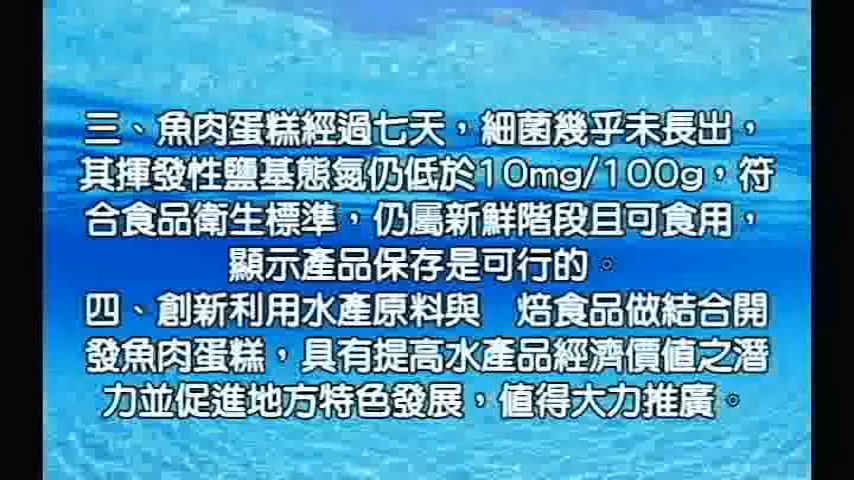 三、魚肉蛋糕經過七天，細菌幾乎未長出，
其揮發性鹽基態氮仍低於10mg/100g，符
合食品衛生標準，仍屬新鮮階段且可食用，
顯示產品保存是可行的。
四、創新利用水產原料與　焙食品做結合開
發魚肉蛋糕，具有提高水產品經濟價值之潛
力並促進地方特色發展，值得大力推廣。